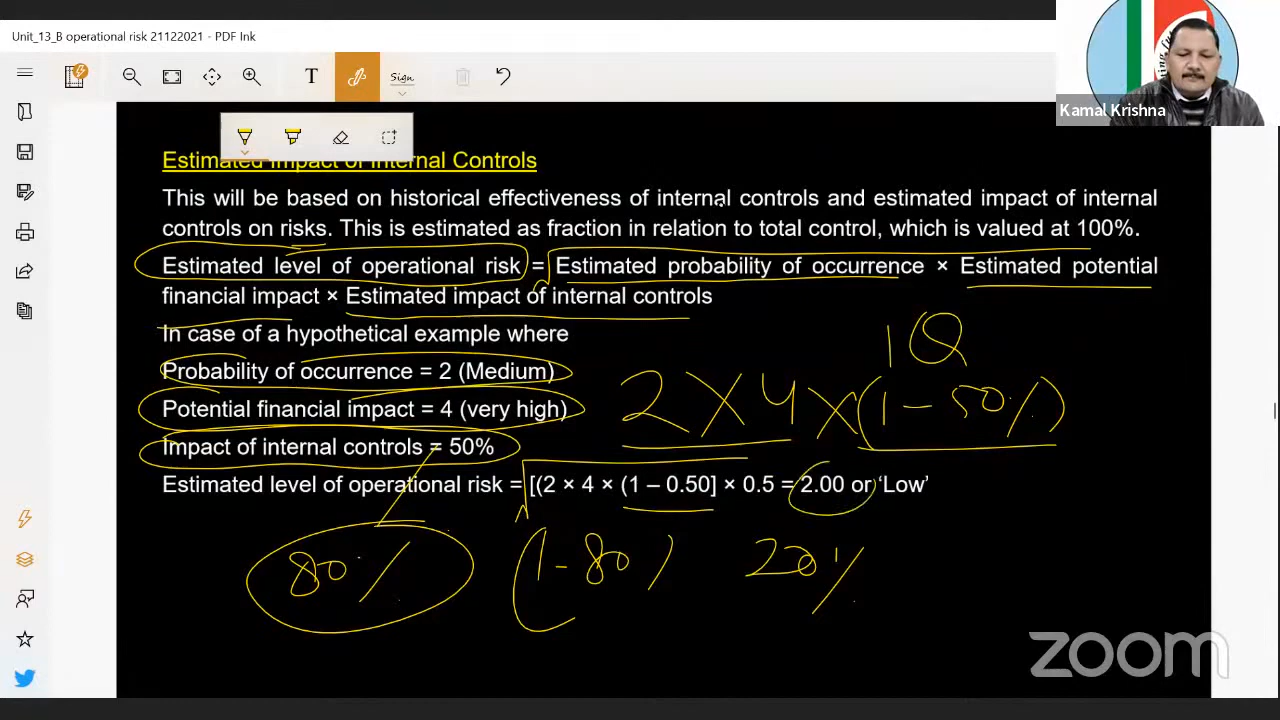 Unit_13_B operational risk 21122021 - PDF Ink
T
Sign
Kamal Krishna
Estimated Impact of Internal Controls
This will be based on historical effectiveness of internal controls and estimated impact of internal
controls on risks. This is estimated as fraction in relation to total control, which is valued at 100%.
Estimated level of operational risk = Estimated probability of occurrence × Estimated potential
financial impact × Estimated impact of internal controls
In case of a hypothetical example where
Probability of occurrence = 2 (Medium)
Potential financial impact = 4 (very high)
Impact of internal controls = 50%
2 × 4 × (1 - 50%)
Estimated level of operational risk = [(2 × 4 × (1 – 0.50] × 0.5 = 2.00 or ‘Low’
80% (1-80) 20%
zoom